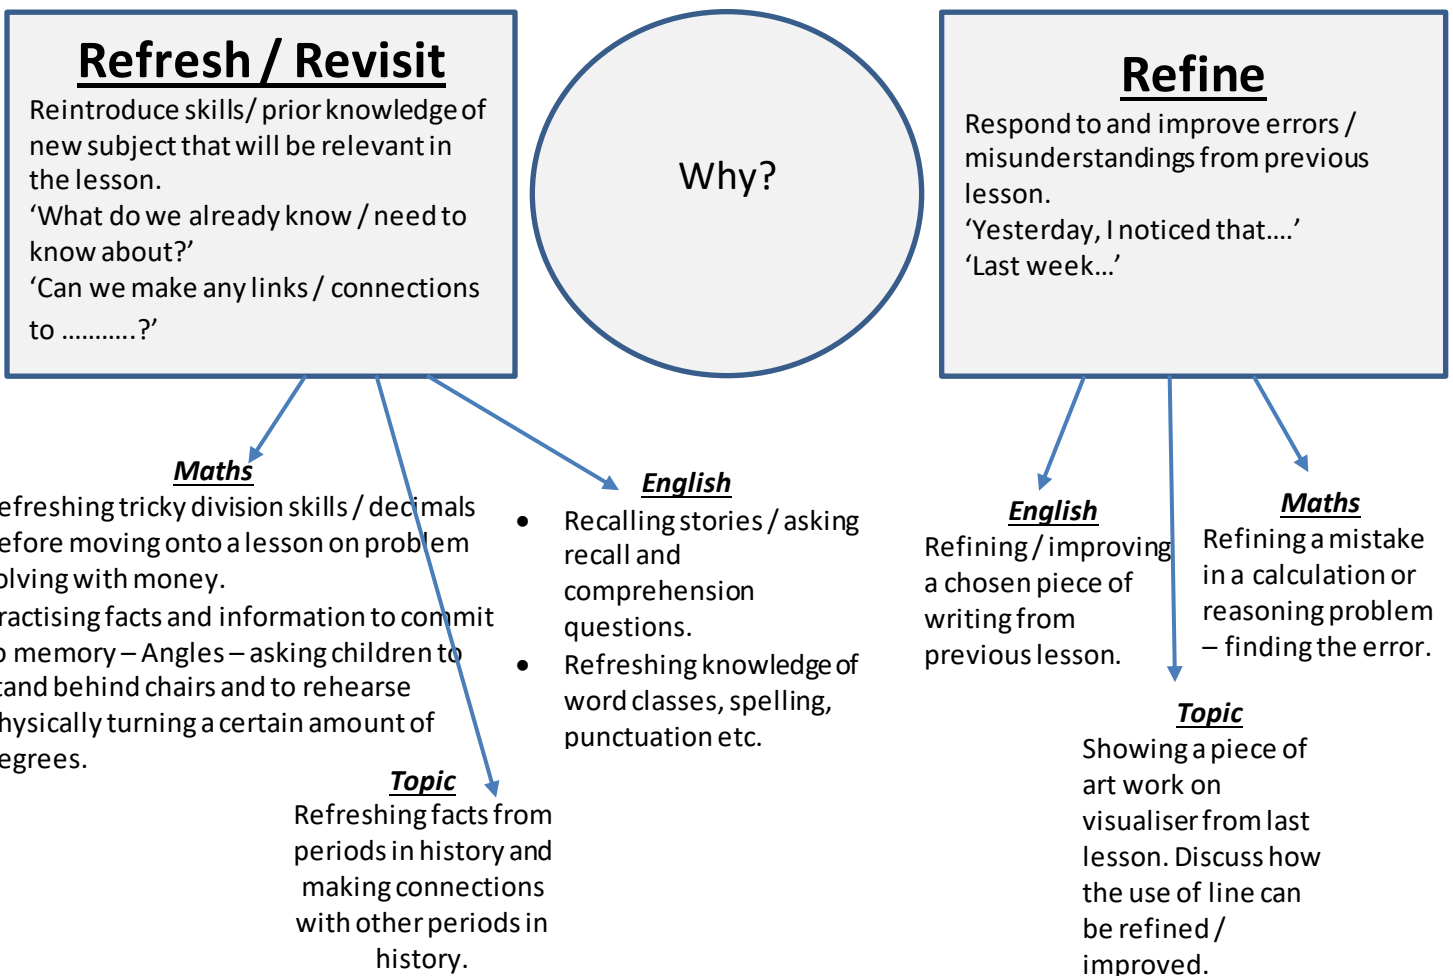 Refresh / Revisit
Reintroduce skills/ prior knowledge of
new subject that will be relevant in
the lesson.
‘What do we already know / need to
know about?’
‘Can we make any links / connections
to ………..?’
Why?
Refine
Respond to and improve errors /
misunderstandings from previous
lesson.
‘Yesterday, I noticed that….’
‘Last week…’
Maths
efreshing tricky division skills / decimals
efore moving onto a lesson on problem
olving with money.
ractising facts and information to commit
o memory – Angles – asking children to
tand behind chairs and to rehearse
hysically turning a certain amount of
egrees.
Topic
Refreshing facts from
periods in history and
making connections
with other periods in
history.
English
• Recalling stories / asking
recall and
comprehension
questions.
• Refreshing knowledge of
word classes, spelling,
punctuation etc.
English
Refining / improving
a chosen piece of
writing from
previous lesson.
Topic
Showing a piece of
art work on
visualiser from last
lesson. Discuss how
the use of line can
be refined /
improved.
Maths
Refining a mistake
in a calculation or
reasoning problem
– finding the error.